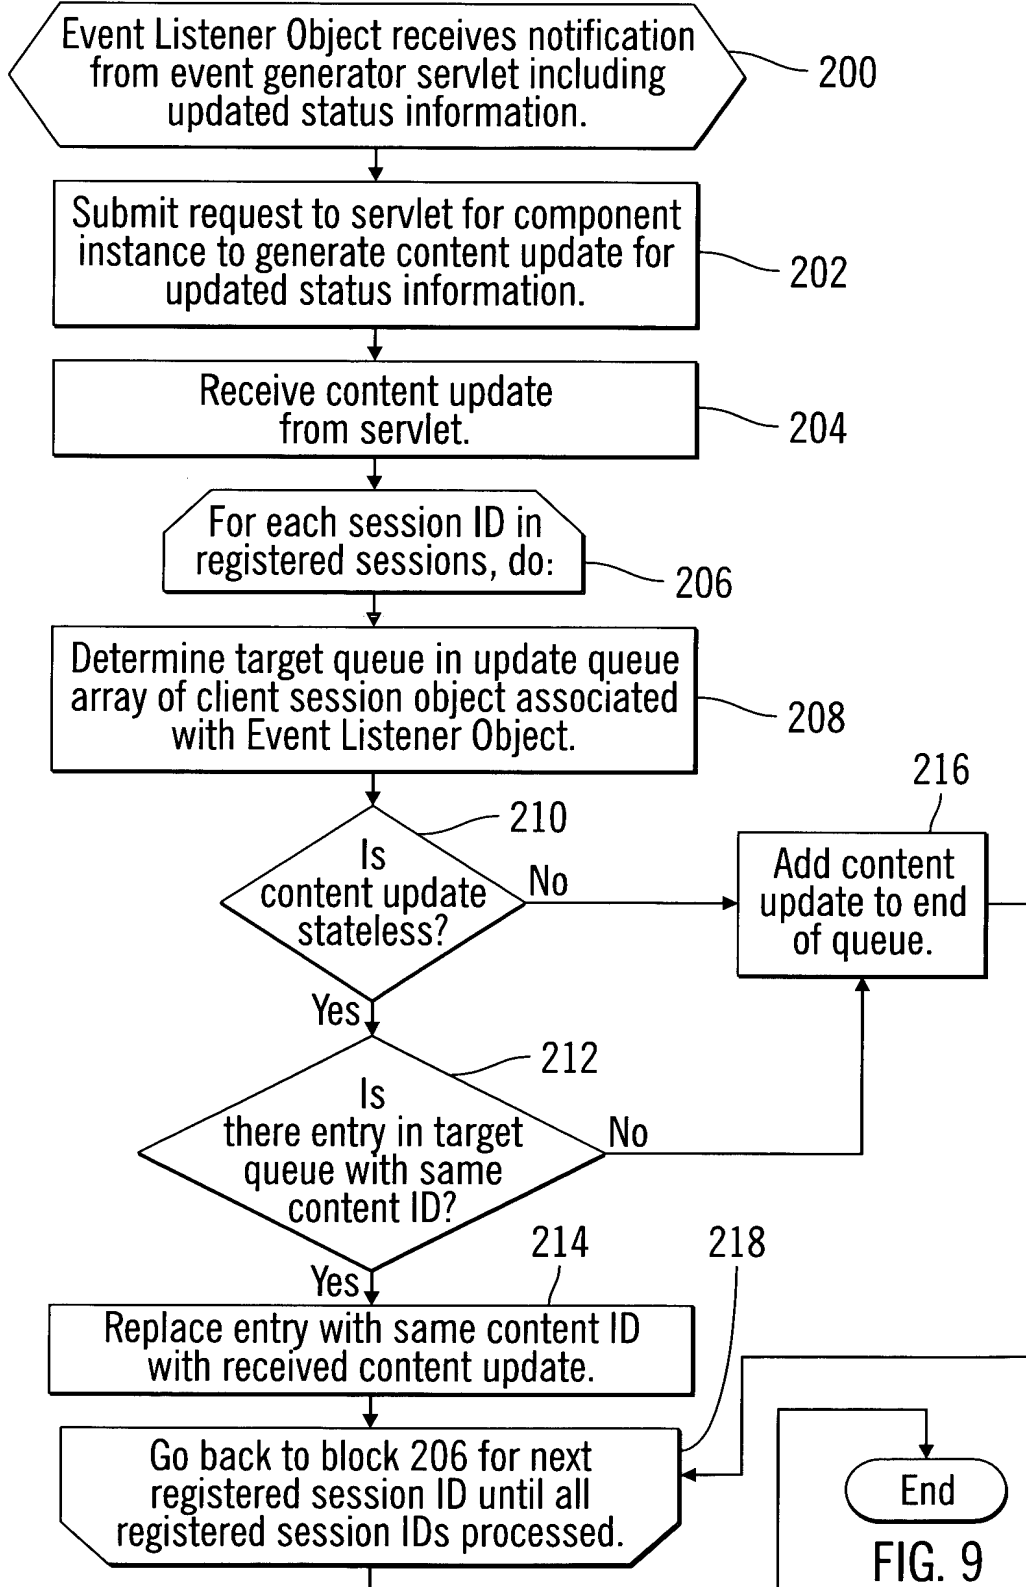 Event Listener Object receives notification
from event generator servlet including
updated status information.
200
Submit request to servlet for component
instance to generate content update for
updated status information.
202
Receive content update
from servlet.
204
For each session ID in
registered sessions, do:
206
Determine target queue in update queue
array of client session object associated
with Event Listener Object.
208
216
210
Is
content update
stateless?
No
Add content
update to end
of queue.
Yes
212
Is
there entry in target
queue with same
content ID?
No
Yes
214
218
Replace entry with same content ID
with received content update.
Go back to block 206 for next
registered session ID until all
registered session IDs processed.
End
FIG. 9